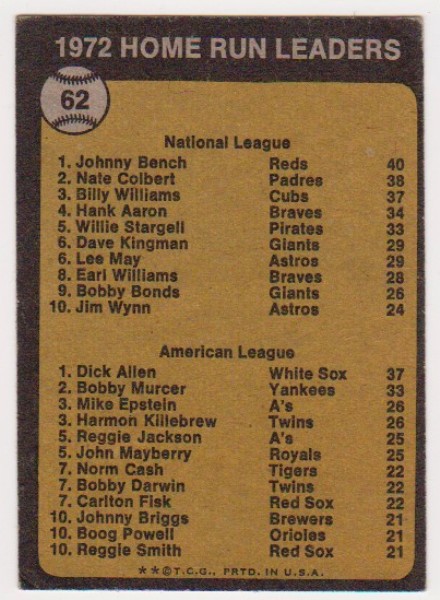 1972 HOME RUN LEADERS
62
National League
1. Johnny Bench Reds 40
2. Nate Colbert Padres 38
3. Billy Williams Cubs 37
4. Hank Aaron Braves 34
5. Willie Stargell Pirates 33
6. Dave Kingman Giants 29
6. Lee May Astros 29
8. Earl Williams Braves 28
9. Bobby Bonds Giants 26
10. Jim Wynn Astros 24
American League
1. Dick Allen White Sox 37
2. Bobby Murcer Yankees 33
3. Mike Epstein A's 26
3. Harmon Killebrew Twins 26
5. Reggie Jackson A's 25
5. John Mayberry Royals 25
7. Norm Cash Tigers 22
7. Bobby Darwin Twins 22
7. Carlton Fisk Red Sox 22
10. Johnny Briggs Brewers 21
10. Boog Powell Orioles 21
10. Reggie Smith Red Sox 21
**©T.C.G., PRTD. IN U.S.A.